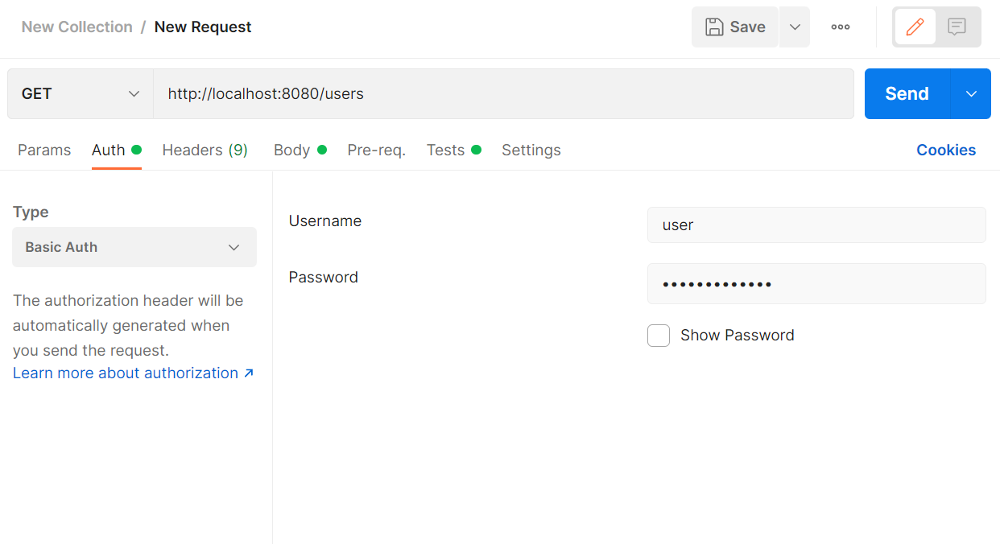 New Collection / New Request
Save
GET
http://localhost:8080/users
Send
Params Auth Headers (9) Body Pre-req. Tests Settings
Cookies
Type
Basic Auth
The authorization header will be
automatically generated when
you send the request.
Learn more about authorization ↗
Username
user
Password
•••••••••••••
Show Password